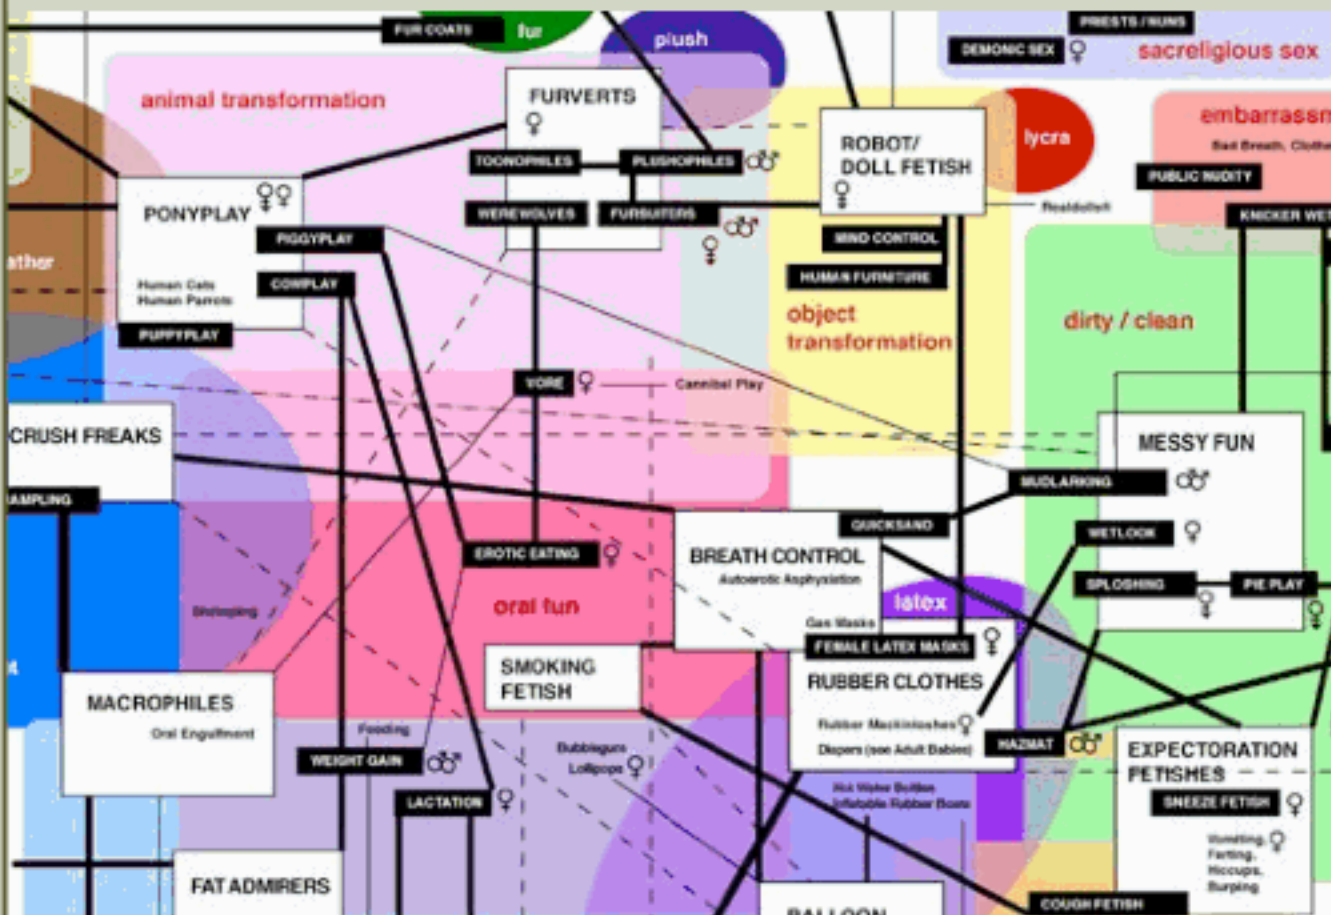 PRIESTS / NUNS
FUR COATS
fur
plush
DEMONIC SEX
sacreligious sex
animal transformation
FURVERTS
embarrassm
Bad Breath, Clothe
ROBOT/
DOLL FETISH
lycra
TOONOPHILES
PLUSHOPHILES
PUBLIC NUDITY
PONYPLAY
WEREWOLVES
FURSUITERS
Realdolls®
KNICKER WET
PIGGYPLAY
MIND CONTROL
ather
HUMAN FURNITURE
COWPLAY
Human Cats
Human Parrots
object
transformation
dirty / clean
PUPPYPLAY
VORE
Cannibal Play
CRUSH FREAKS
MESSY FUN
AMPLING
MUDLARKING
QUICKSAND
WETLOOK
EROTIC EATING
BREATH CONTROL
Autoerotic Asphyxiation
SPLOSHING
PIE PLAY
oral fun
latex
Gas Masks
FEMALE LATEX MASKS
SMOKING
FETISH
RUBBER CLOTHES
MACROPHILES
Oral Engulfment
Rubber Mackintoshes
Diapers (see Adult Babies)
HAZMAT
Feeding
WEIGHT GAIN
Bubblegum
Lollipops
EXPECTORATION
FETISHES
LACTATION
Hot Water Bottles
Inflatable Rubber Boats
SNEEZE FETISH
Vomiting,
Farting,
Hiccups,
Burping
FAT ADMIRERS
COUGH FETISH
BALLOON